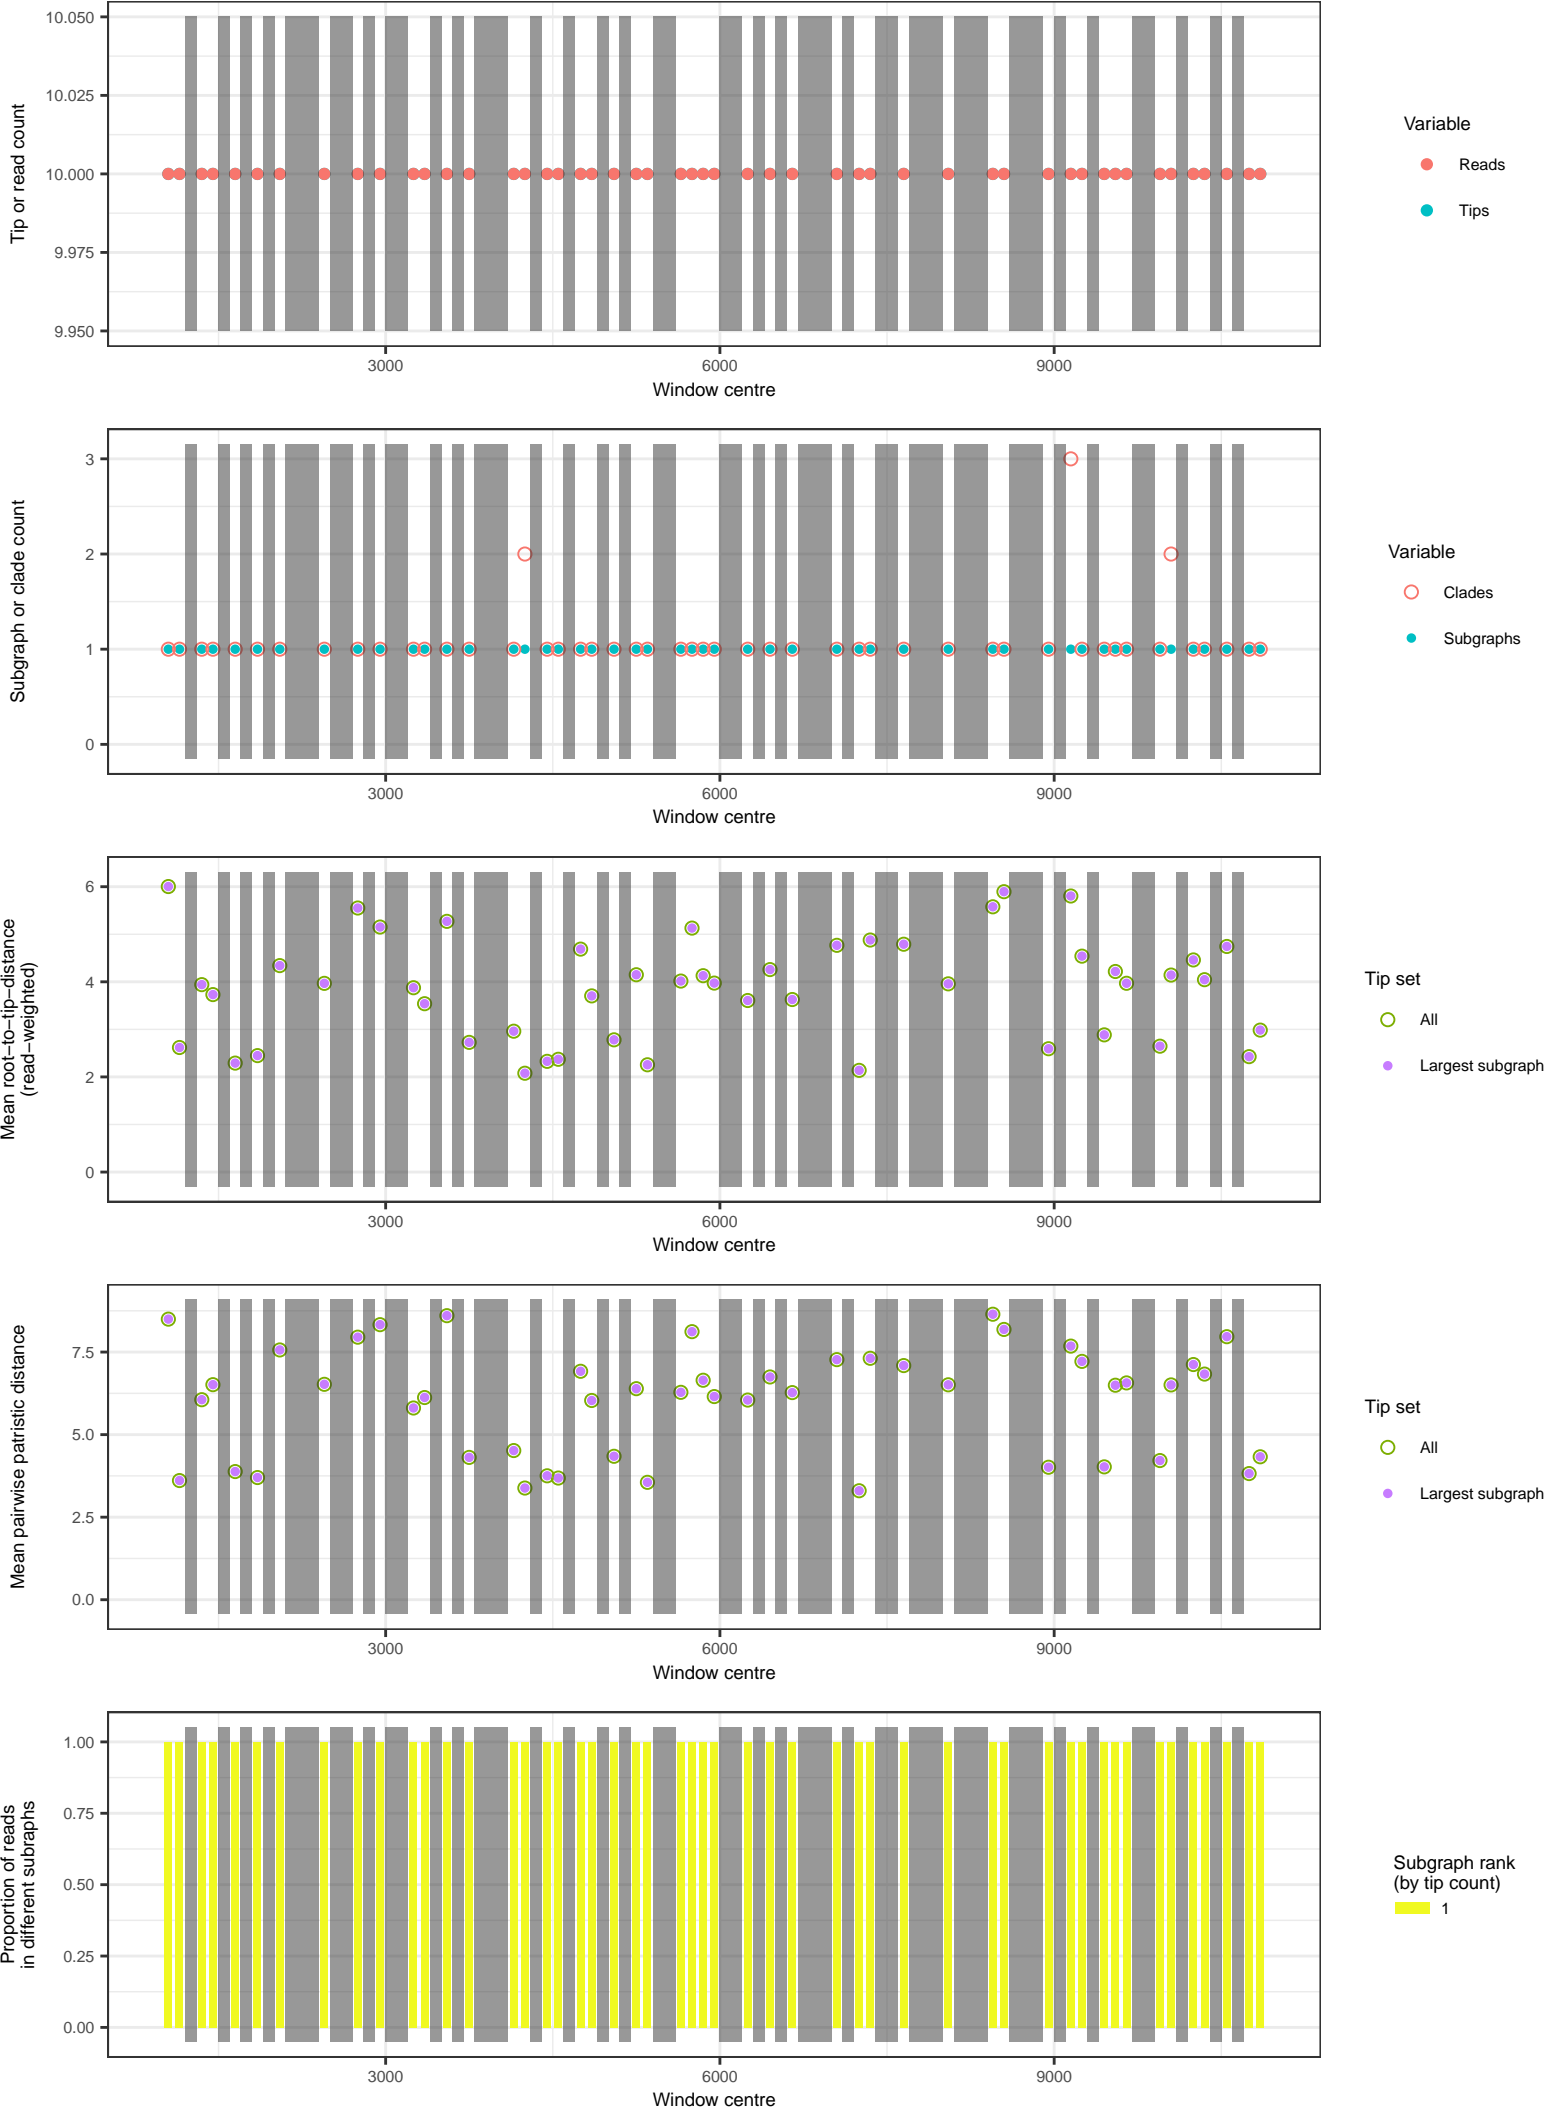 10.050
10.025
10.000
9.975
9.950
Tip or read count
3000
6000
9000
Window centre
Variable
Reads
Tips
3
2
1
0
Subgraph or clade count
3000
6000
9000
Window centre
Variable
Clades
Subgraphs
6
4
2
0
Mean root−to−tip−distance
(read−weighted)
3000
6000
9000
Window centre
Tip set
All
Largest subgraph
7.5
5.0
2.5
0.0
Mean pairwise patristic distance
3000
6000
9000
Window centre
Tip set
All
Largest subgraph
1.00
0.75
0.50
0.25
0.00
Proportion of reads
in different subraphs
3000
6000
9000
Window centre
Subgraph rank
(by tip count)
1